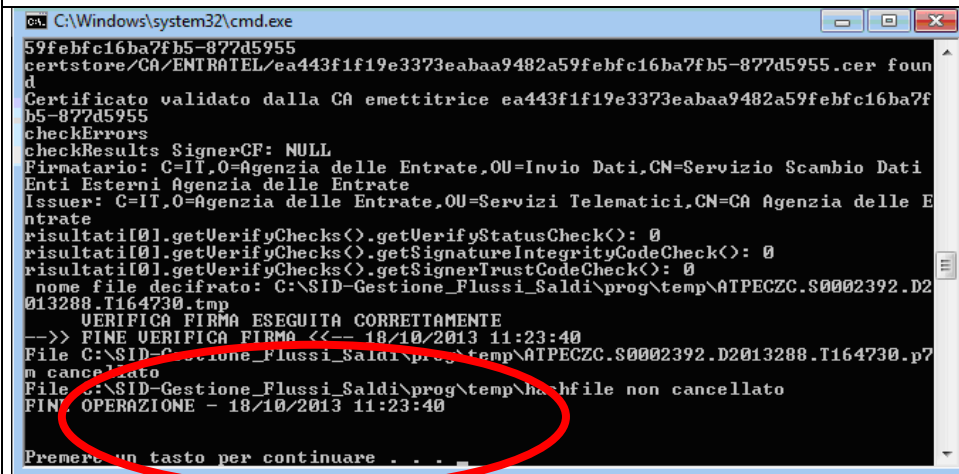 C:\Windows\system32\cmd.exe
59febfc16ba7fb5-877d5955
certstore/CA/ENTRATEL/ea443f1f19e3373eabaa9482a59febfc16ba7fb5-877d5955.cer foun
d
Certificato validato dalla CA emettitrice ea443f1f19e3373eabaa9482a59febfc16ba7f
b5-877d5955
checkErrors
checkResults SignerCF: NULL
Firmatario: C=IT,O=Agenzia delle Entrate,OU=Invio Dati,CN=Servizio Scambio Dati
Enti Esterni Agenzia delle Entrate
Issuer: C=IT,O=Agenzia delle Entrate,OU=Servizi Telematici,CN=CA Agenzia delle E
ntrate
risultati[0].getVerifyChecks().getVerifyStatusCheck(): 0
risultati[0].getVerifyChecks().getSignatureIntegrityCodeCheck(): 0
risultati[0].getVerifyChecks().getSignerTrustCodeCheck(): 0
nome file decifrato: C:\SID-Gestione_Flussi_Saldi\prog\temp\ATPECZC.S0002392.D2
013288.T164730.tmp
VERIFICA FIRMA ESEGUITA CORRETTAMENTE
-->> FINE VERIFICA FIRMA <<-- 18/10/2013 11:23:40
File C:\SID-Gestione_Flussi_Saldi\prog\temp\ATPECZC.S0002392.D2013288.T164730.p7
m cancellato
File C:\SID-Gestione_Flussi_Saldi\prog\temp\hashfile non cancellato
FINE OPERAZIONE - 18/10/2013 11:23:40
Premere un tasto per continuare . . . _